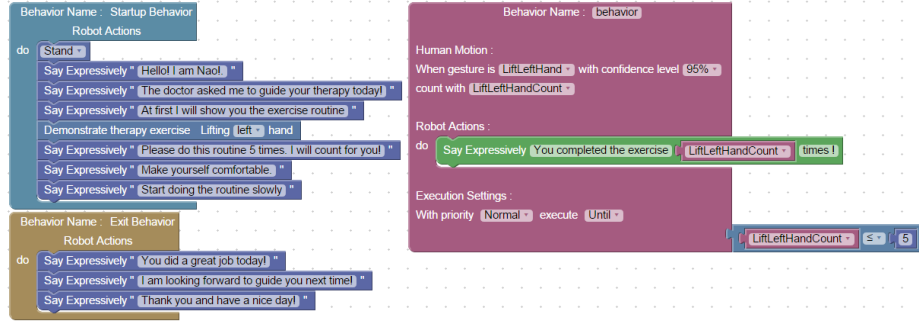 Behavior Name : Startup Behavior
Robot Actions
do Stand
Say Expressively " Hello! I am Nao!. "
Say Expressively " The doctor asked me to guide your therapy today! "
Say Expressively " At first I will show you the exercise routine "
Demonstrate therapy exercise Lifting left hand
Say Expressively " Please do this routine 5 times. I will count for you! "
Say Expressively " Make yourself comfortable. "
Say Expressively " Start doing the routine slowly "
Behavior Name : Exit Behavior
Robot Actions
do Say Expressively " You did a great job today! "
Say Expressively " I am looking forward to guide you next time! "
Say Expressively " Thank you and have a nice day! "
Behavior Name : behavior
Human Motion :
When gesture is LiftLeftHand with confidence level 95%
count with LiftLeftHandCount
Robot Actions :
do Say Expressively You completed the exercise LiftLeftHandCount times !
Execution Settings :
With priority Normal execute Until
LiftLeftHandCount ≤ 5